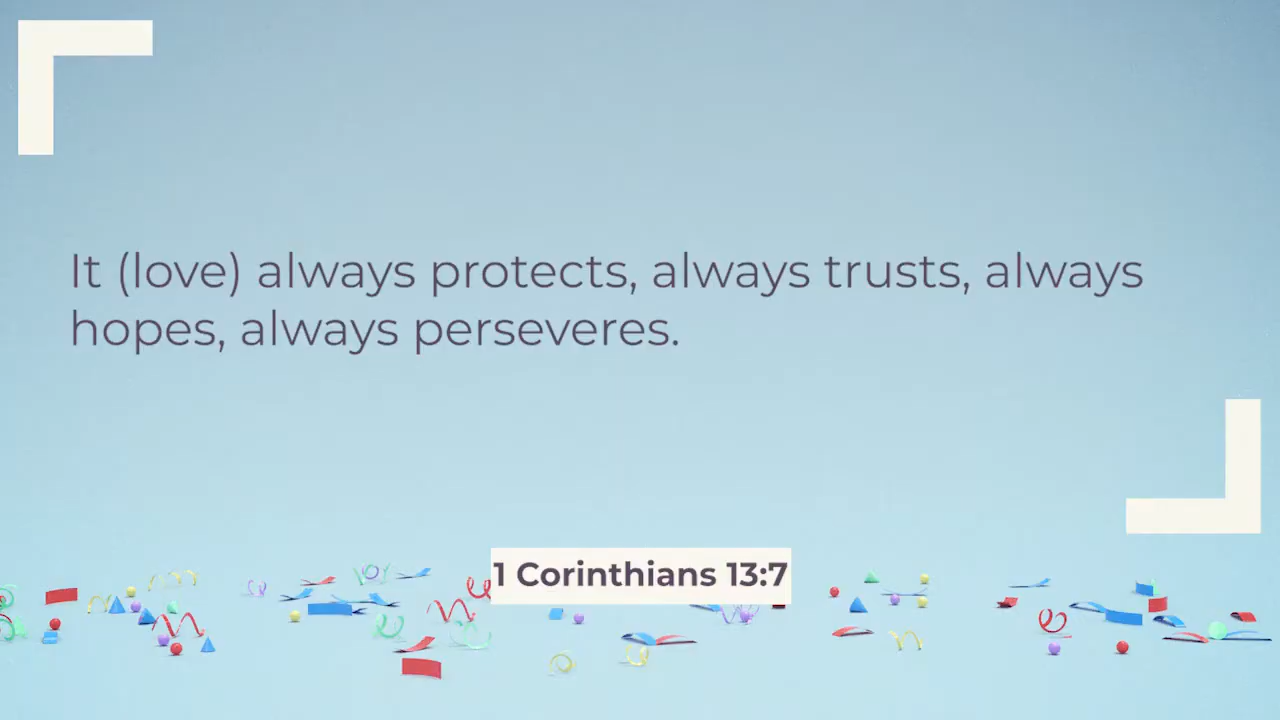 It (love) always protects, always trusts, always
hopes, always perseveres.
1 Corinthians 13:7